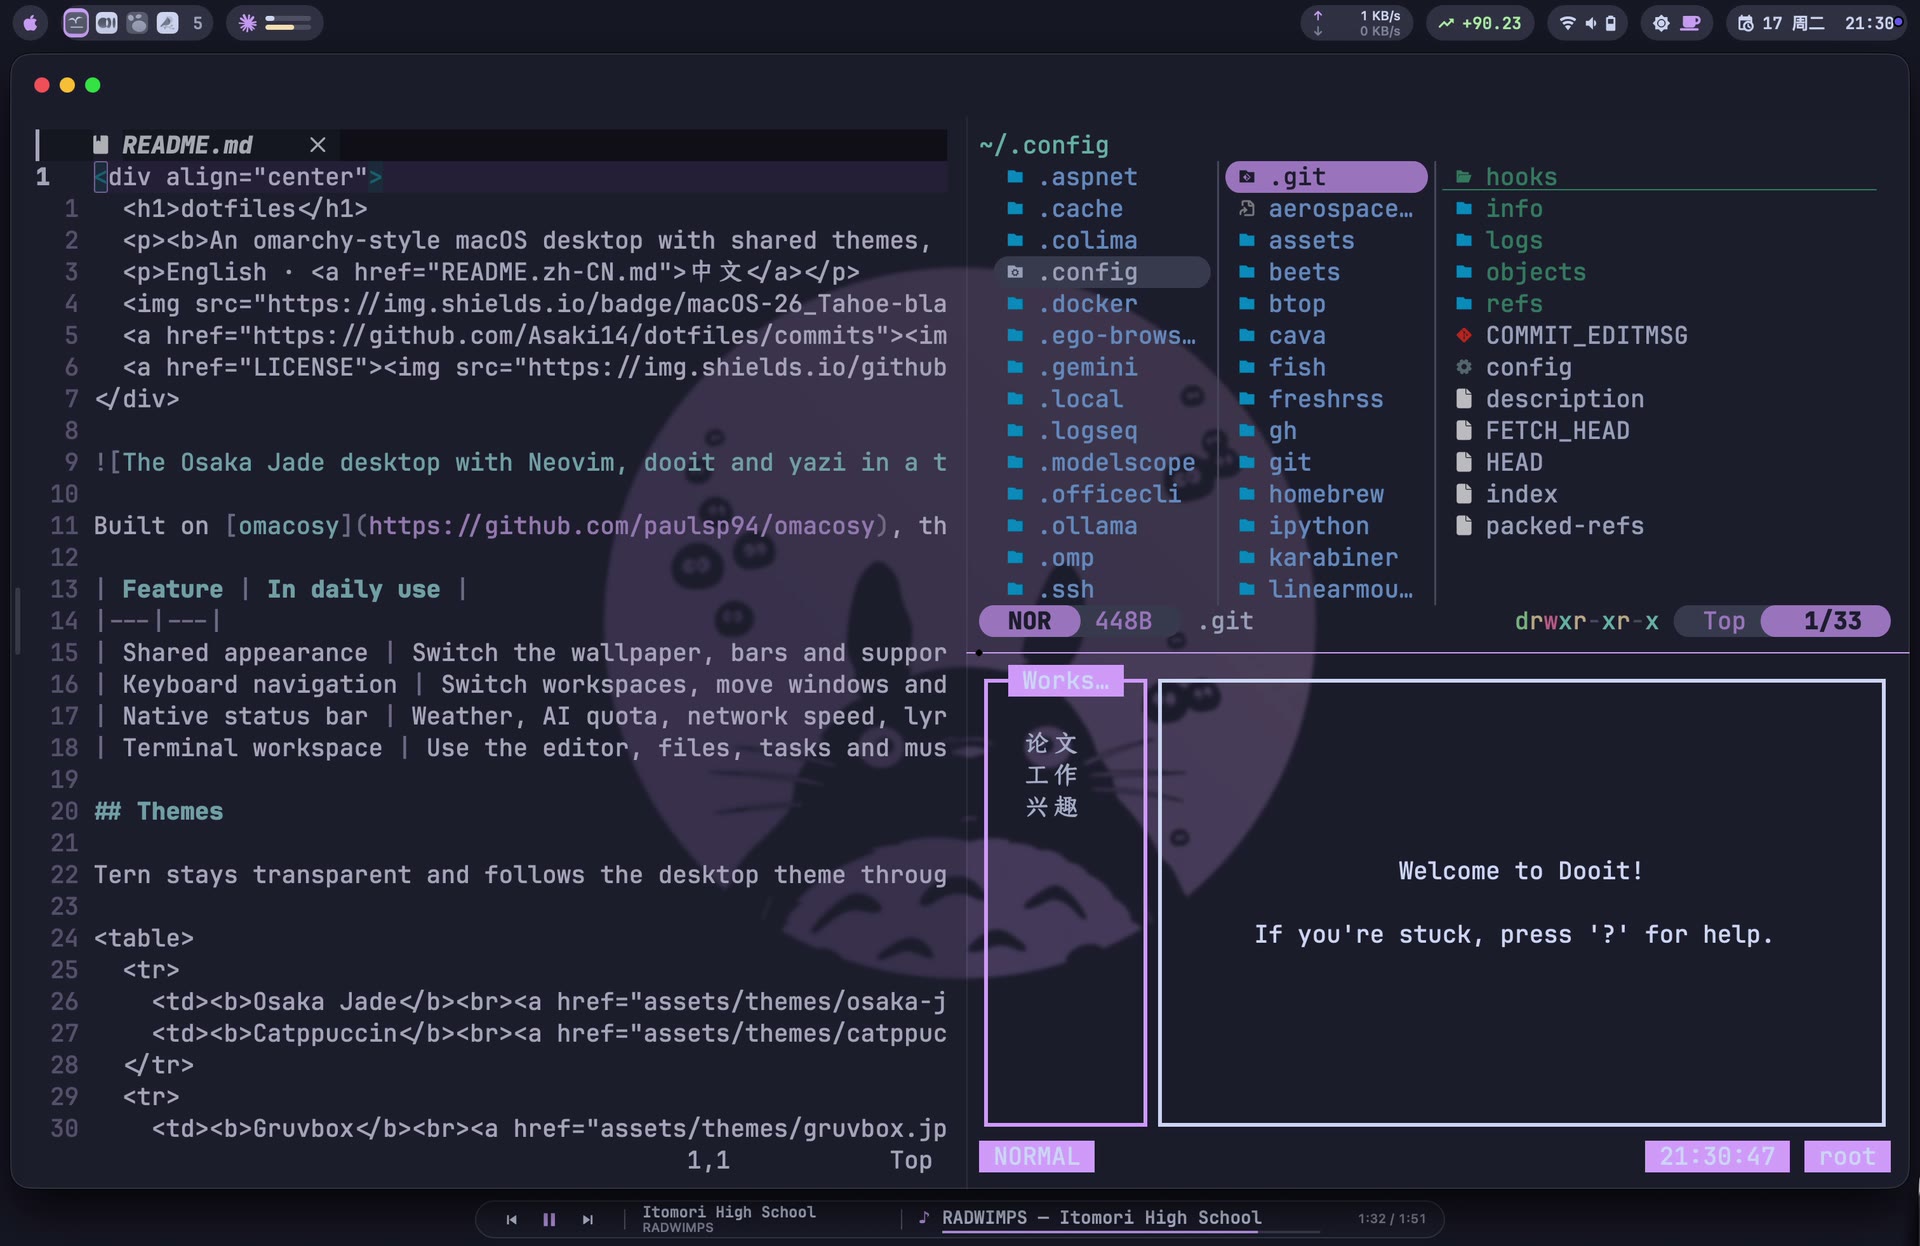 5
1 KB/s
0 KB/s
+90.23
17 周二 21:30
README.md
1 <div align="center">
1 <h1>dotfiles</h1>
2 <p><b>An omarchy-style macOS desktop with shared themes,
3 <p>English · <a href="README.zh-CN.md">中文</a></p>
4 <img src="https://img.shields.io/badge/macOS-26_Tahoe-bla
5 <a href="https://github.com/Asaki14/dotfiles/commits"><im
6 <a href="LICENSE"><img src="https://img.shields.io/github
7 </div>
8
9 ![The Osaka Jade desktop with Neovim, dooit and yazi in a t
10
11 Built on [omacosy](https://github.com/paulsp94/omacosy), th
12
13 | Feature | In daily use |
14 |---|---|
15 | Shared appearance | Switch the wallpaper, bars and suppor
16 | Keyboard navigation | Switch workspaces, move windows and
17 | Native status bar | Weather, AI quota, network speed, lyr
18 | Terminal workspace | Use the editor, files, tasks and mus
19
20 ## Themes
21
22 Tern stays transparent and follows the desktop theme throug
23
24 <table>
25 <tr>
26 <td><b>Osaka Jade</b><br><a href="assets/themes/osaka-j
27 <td><b>Catppuccin</b><br><a href="assets/themes/catppuc
28 </tr>
29 <tr>
30 <td><b>Gruvbox</b><br><a href="assets/themes/gruvbox.jp
1,1 Top
~/.config
.aspnet
.cache
.colima
.config
.docker
.ego-brows…
.gemini
.local
.logseq
.modelscope
.officecli
.ollama
.omp
.ssh
.git
aerospace…
assets
beets
btop
cava
fish
freshrss
gh
git
homebrew
ipython
karabiner
linearmou…
hooks
info
logs
objects
refs
COMMIT_EDITMSG
config
description
FETCH_HEAD
HEAD
index
packed-refs
NOR 448B .git drwxr-xr-x Top 1/33
Works…
论文
工作
兴趣
Welcome to Dooit!
If you're stuck, press '?' for help.
NORMAL 21:30:47 root
Itomori High School
RADWIMPS
RADWIMPS — Itomori High School
1:32 / 1:51